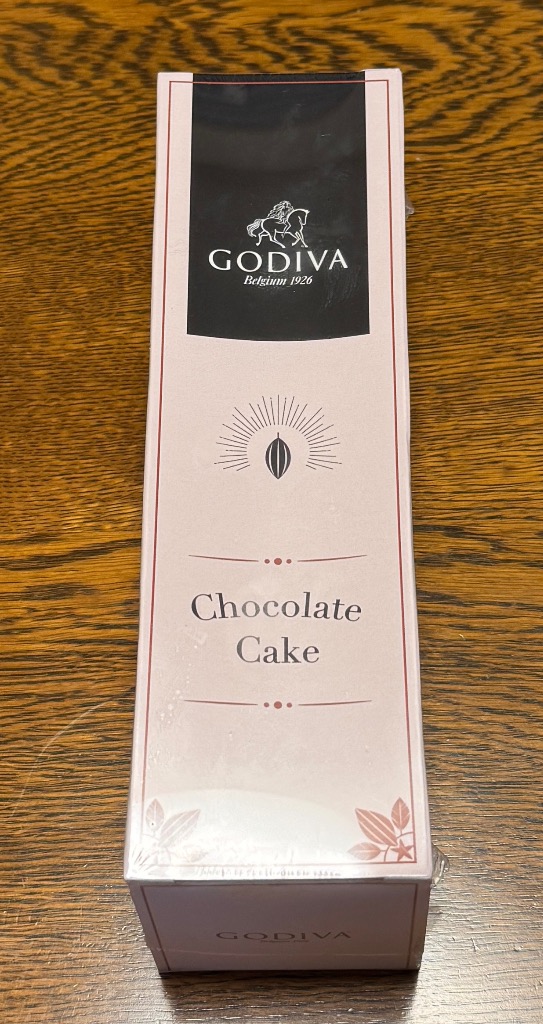 GODIVA
Belgium 1926
Chocolate
Cake
GODIVA